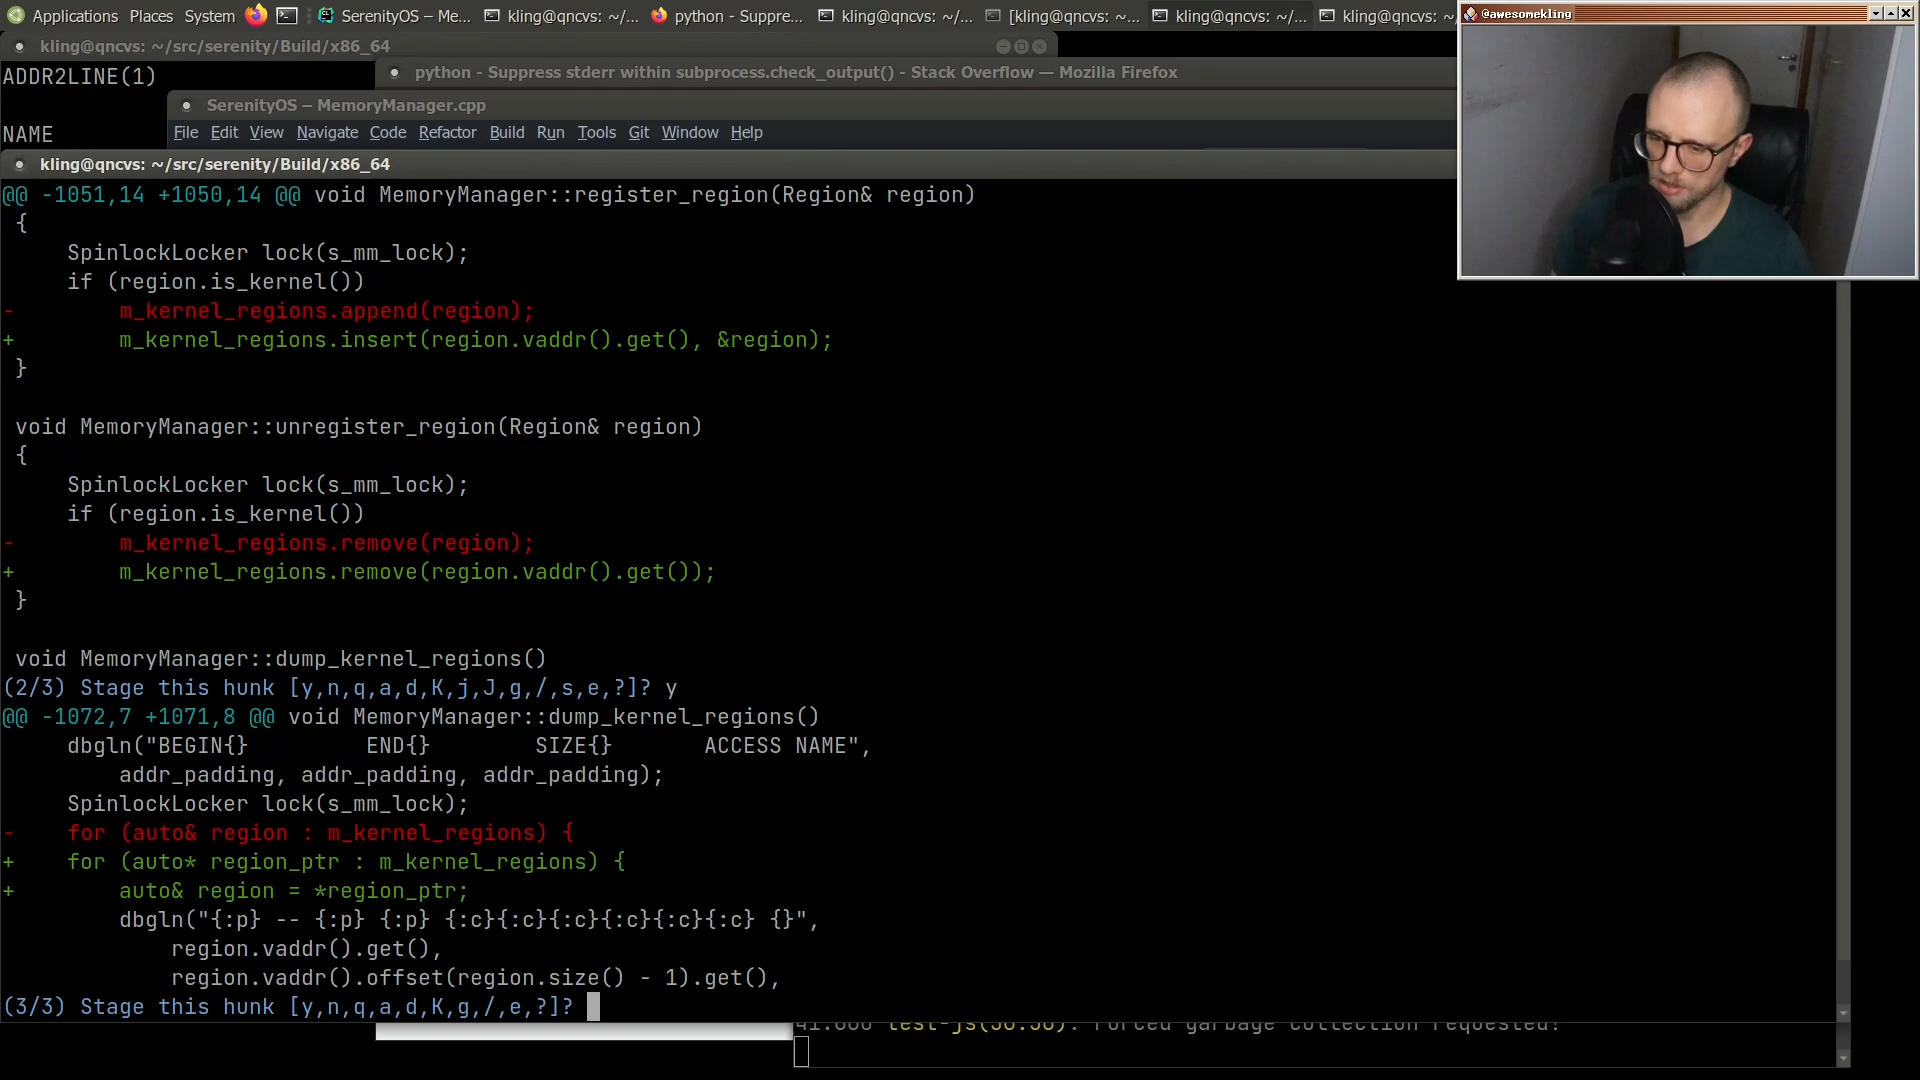 Applications Places System SerenityOS – Me... kling@qncvs: ~/... python - Suppre... kling@qncvs: ~/... [kling@qncvs: ~... kling@qncvs: ~/... kling@qncvs: ~/
@awesomekling
kling@qncvs: ~/src/serenity/Build/x86_64
ADDR2LINE(1)
python - Suppress stderr within subprocess.check_output() - Stack Overflow — Mozilla Firefox
SerenityOS – MemoryManager.cpp
NAME
File Edit View Navigate Code Refactor Build Run Tools Git Window Help
kling@qncvs: ~/src/serenity/Build/x86_64
@@ -1051,14 +1050,14 @@ void MemoryManager::register_region(Region& region)
{
SpinlockLocker lock(s_mm_lock);
if (region.is_kernel())
- m_kernel_regions.append(region);
+ m_kernel_regions.insert(region.vaddr().get(), &region);
}
void MemoryManager::unregister_region(Region& region)
{
SpinlockLocker lock(s_mm_lock);
if (region.is_kernel())
- m_kernel_regions.remove(region);
+ m_kernel_regions.remove(region.vaddr().get());
}
void MemoryManager::dump_kernel_regions()
(2/3) Stage this hunk [y,n,q,a,d,K,j,J,g,/,s,e,?]? y
@@ -1072,7 +1071,8 @@ void MemoryManager::dump_kernel_regions()
dbgln("BEGIN{} END{} SIZE{} ACCESS NAME",
addr_padding, addr_padding, addr_padding);
SpinlockLocker lock(s_mm_lock);
- for (auto& region : m_kernel_regions) {
+ for (auto* region_ptr : m_kernel_regions) {
+ auto& region = *region_ptr;
dbgln("{:p} -- {:p} {:p} {:c}{:c}{:c}{:c}{:c}{:c} {}",
region.vaddr().get(),
region.vaddr().offset(region.size() - 1).get(),
(3/3) Stage this hunk [y,n,q,a,d,K,g,/,e,?]?
Forced garbage collection requested!